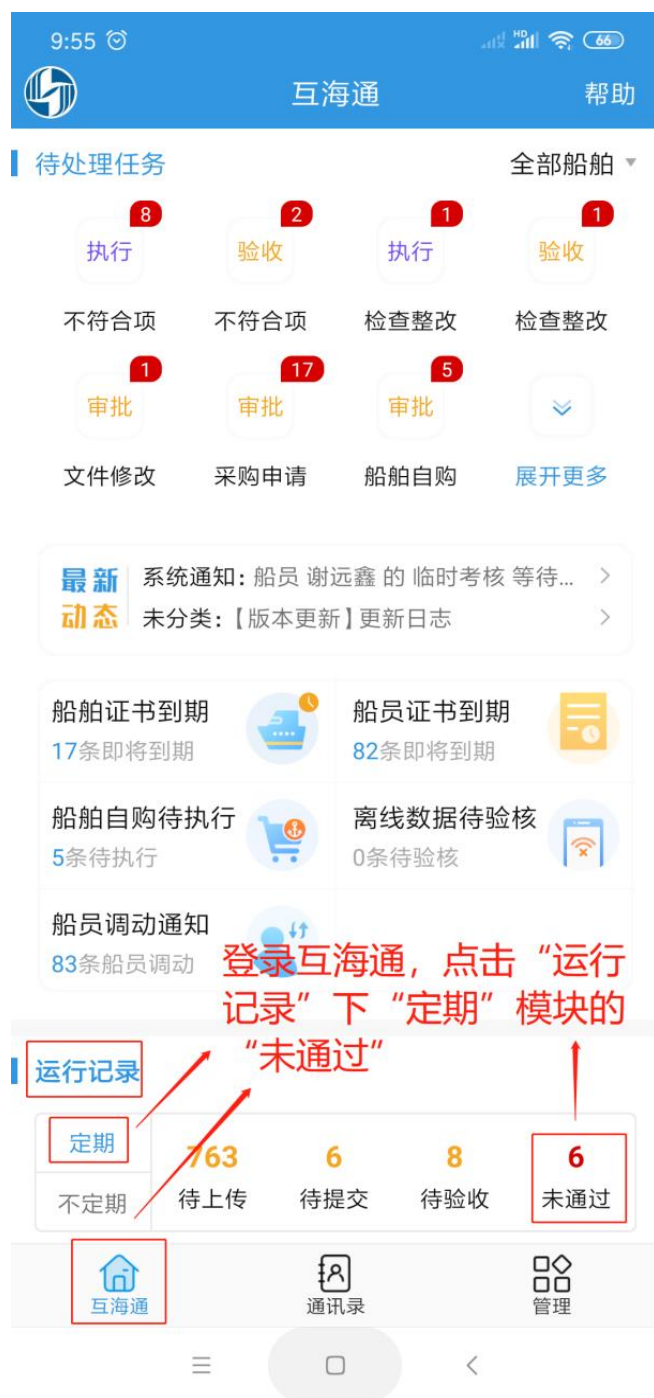 9:55
HD
66
互海通
帮助
待处理任务
全部船舶
8
2
1
1
执行
验收
执行
验收
不符合项
不符合项
检查整改
检查整改
1
17
5
审批
审批
审批
文件修改
采购申请
船舶自购
展开更多
最新
动态
系统通知：船员 谢远鑫 的 临时考核 等待...
未分类：【版本更新】更新日志
船舶证书到期
17条即将到期
船员证书到期
82条即将到期
船舶自购待执行
5条待执行
离线数据待验核
0条待验核
船员调动通知
83条船员调动
登录互海通，点击“运行
记录”下“定期”模块的
“未通过”
运行记录
定期
不定期
763
6
8
6
待上传
待提交
待验收
未通过
互海通
通讯录
管理